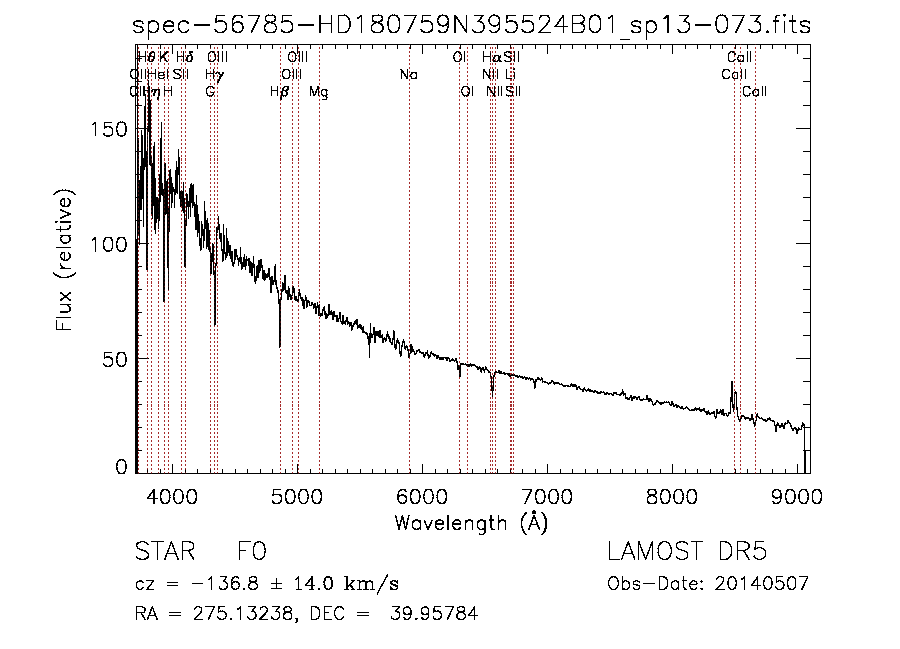 spec−56785−HD180759N395524B01_sp13−073.fits
Hθ K Hδ OIII OIII OI Hα SII CaII
OII HeI SII Hγ OIII Na NII Li CaII
OII Hη H G Hβ Mg OI NII SII CaII
150
100
50
0
Flux (relative)
4000 5000 6000 7000 8000 9000
Wavelength (Å)
STAR F0 LAMOST DR5
cz = −136.8 ± 14.0 km/s Obs−Date: 20140507
RA = 275.13238, DEC = 39.95784